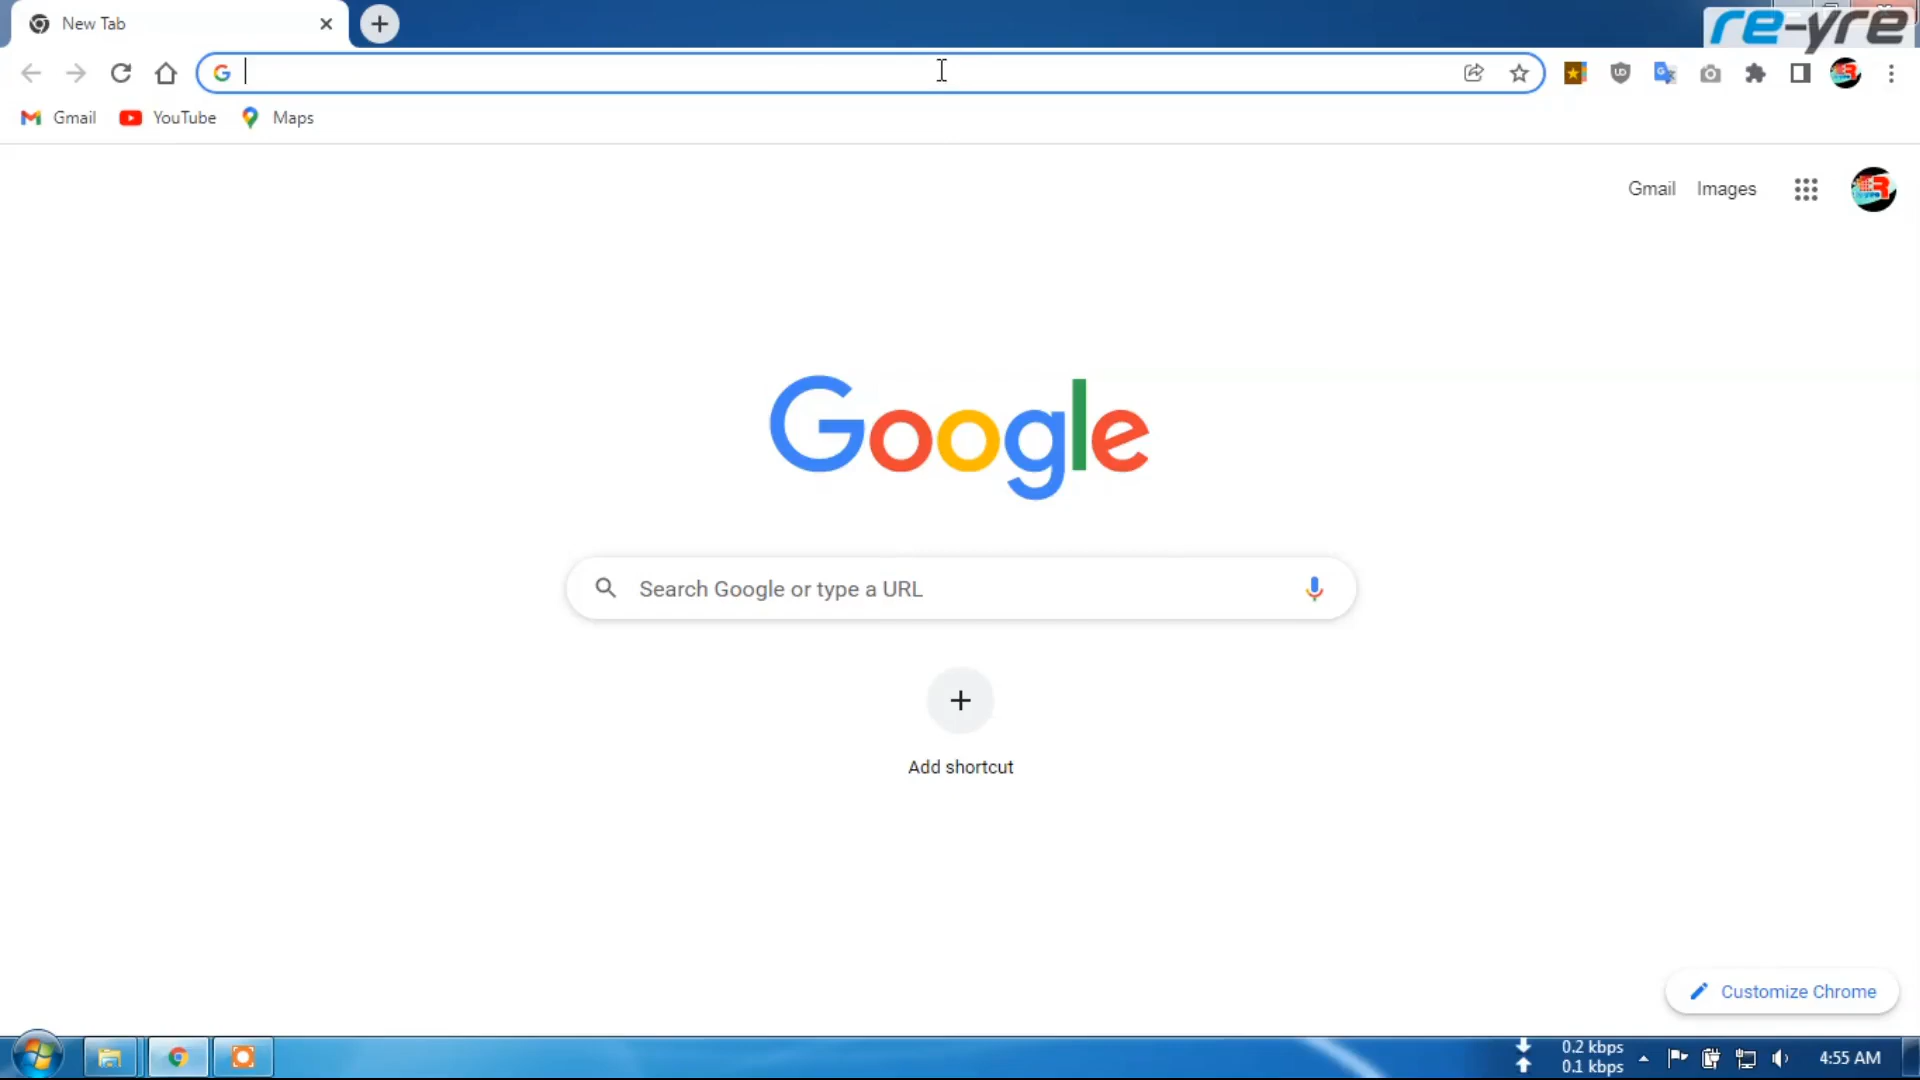 New Tab
re-yre
Gmail YouTube Maps
Gmail Images
Google
Search Google or type a URL
Add shortcut
Customize Chrome
0.2 kbps
0.1 kbps
4:55 AM